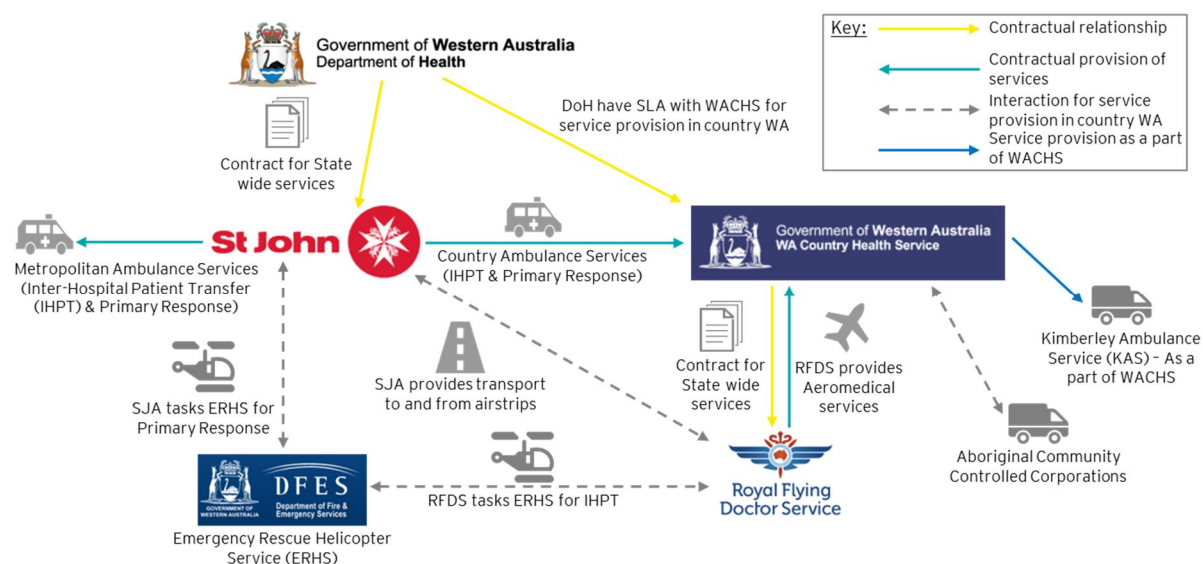 Government of Western Australia
Department of Health
Key:
Contractual relationship
Contractual provision of
services
Interaction for service
provision in country WA
Service provision as a part
of WACHS
DoH have SLA with WACHS for
service provision in country WA
Contract for State
wide services
St John
Metropolitan Ambulance Services
(Inter-Hospital Patient Transfer
(IHPT) & Primary Response)
Country Ambulance Services
(IHPT & Primary Response)
Government of Western Australia
WA Country Health Service
Kimberley Ambulance
Service (KAS) – As a
part of WACHS
SJA tasks ERHS for
Primary Response
SJA provides transport
to and from airstrips
Contract for
State wide
services
RFDS provides
Aeromedical
services
Aboriginal Community
Controlled Corporations
GOVERNMENT OF
WESTERN AUSTRALIA
DFES
Department of Fire &
Emergency Services
RFDS tasks ERHS for IHPT
Royal Flying
Doctor Service
Emergency Rescue Helicopter
Service (ERHS)